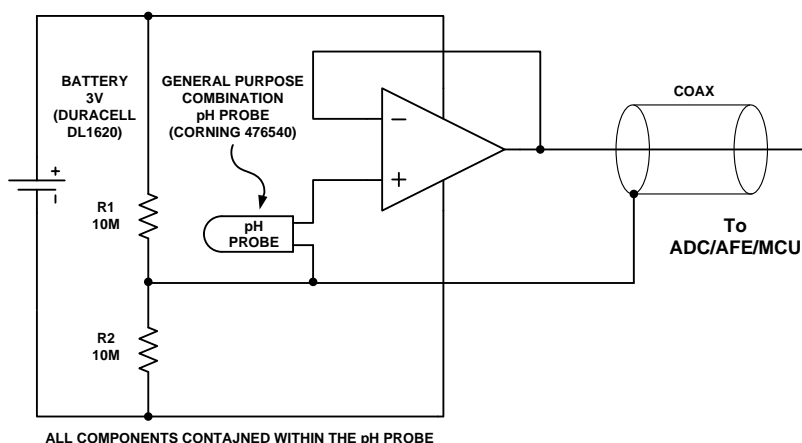 BATTERY
3V
(DURACELL
DL1620)
GENERAL PURPOSE
COMBINATION
pH PROBE
(CORNING 476540)
COAX
+
−
−
+
R1
10M
pH
PROBE
To
ADC/AFE/MCU
R2
10M
ALL COMPONENTS CONTAJNED WITHIN THE pH PROBE